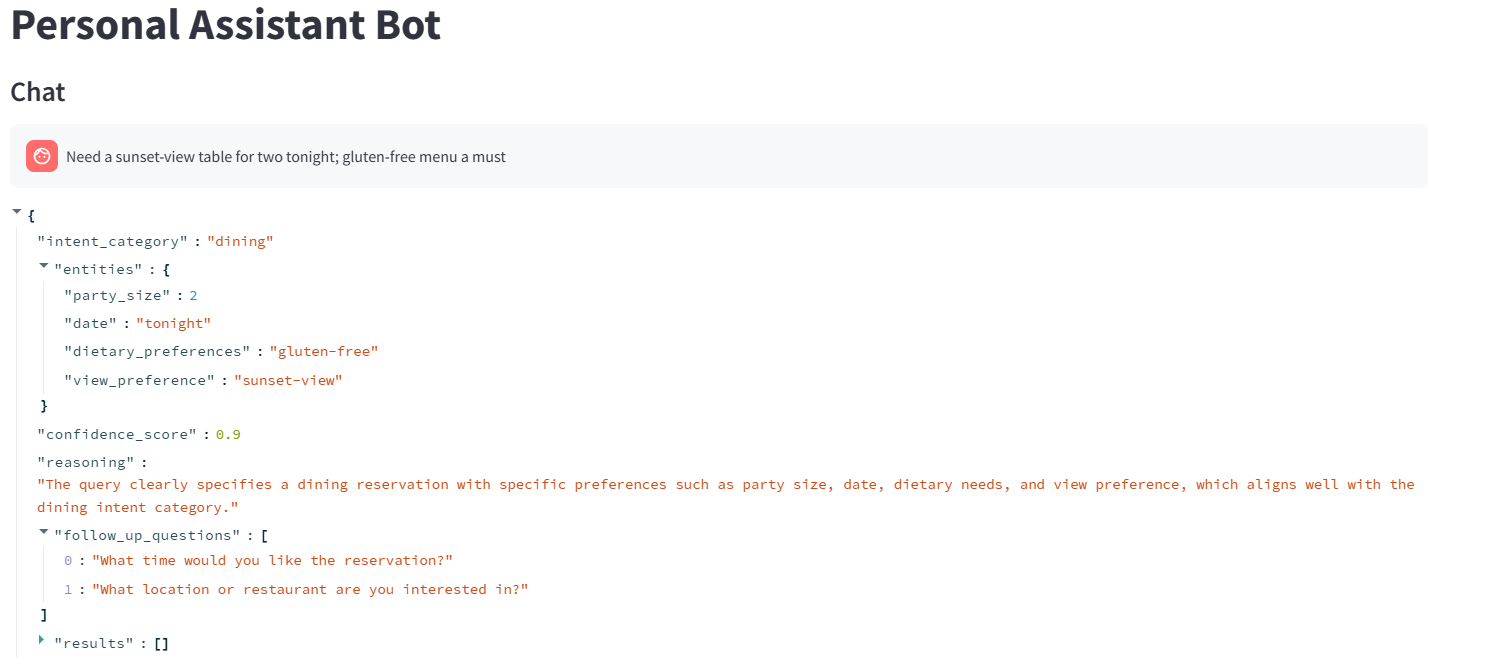 Personal Assistant Bot
Chat
Need a sunset-view table for two tonight; gluten-free menu a must
{
"intent_category" : "dining"
"entities" : {
"party_size" : 2
"date" : "tonight"
"dietary_preferences" : "gluten-free"
"view_preference" : "sunset-view"
}
"confidence_score" : 0.9
"reasoning" :
"The query clearly specifies a dining reservation with specific preferences such as party size, date, dietary needs, and view preference, which aligns well with the
dining intent category."
"follow_up_questions" : [
0 : "What time would you like the reservation?"
1 : "What location or restaurant are you interested in?"
]
"results" : []